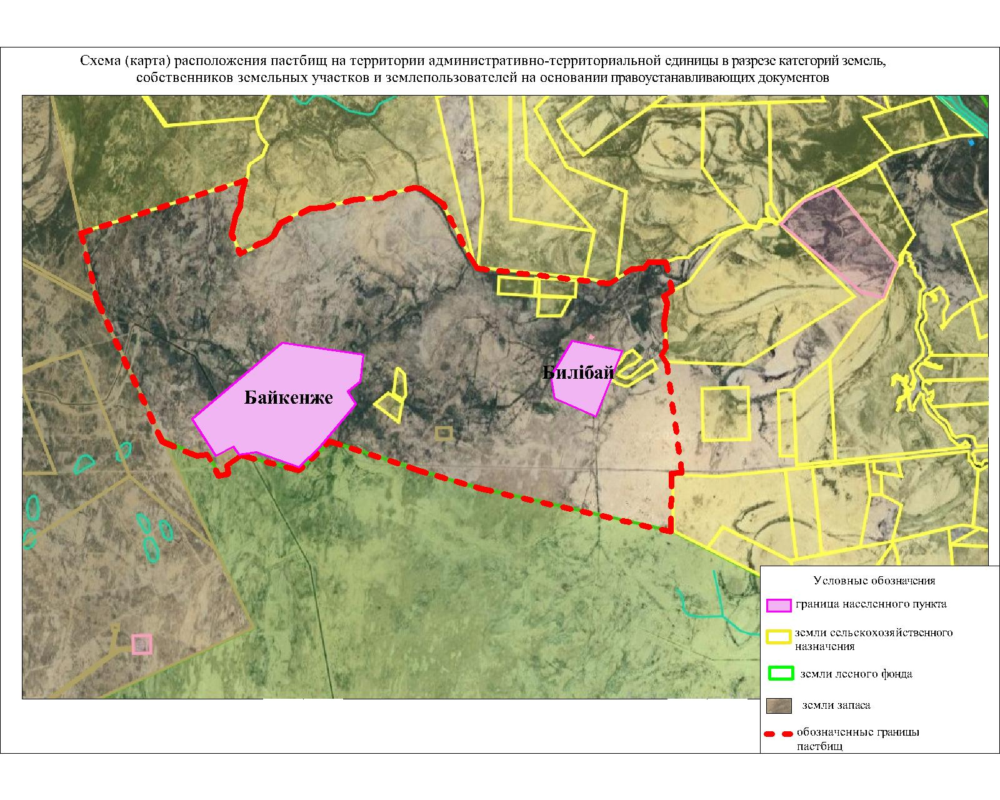 Схема (карта) расположения пастбищ на территории административно-территориальной единицы в разрезе категорий земель,
собственников земельных участков и землепользователей на основании правоустанавливающих документов
Билібай
Байкенже
Условные обозначения
граница населенного пункта
земли сельскохозяйственного
назначения
земли лесного фонда
земли запаса
обозначенные границы
пастбищ